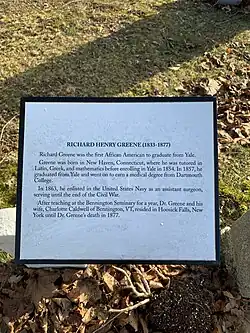 RICHARD HENRY GREENE (1833-1877)
Richard Greene was the first African American to graduate from Yale.
Greene was born in New Haven, Connecticut, where he was tutored in
Latin, Greek, and mathematics before enrolling in Yale in 1854. In 1857, he
graduated from Yale and went on to earn a medical degree from Dartmouth
College.
In 1863, he enlisted in the United States Navy as an assistant surgeon,
serving until the end of the Civil War.
After teaching at the Bennington Seminary for a year, Dr. Greene and his
wife, Charlotte Caldwell of Bennington, VT, resided in Hoosick Falls, New
York until Dr. Greene's death in 1877.